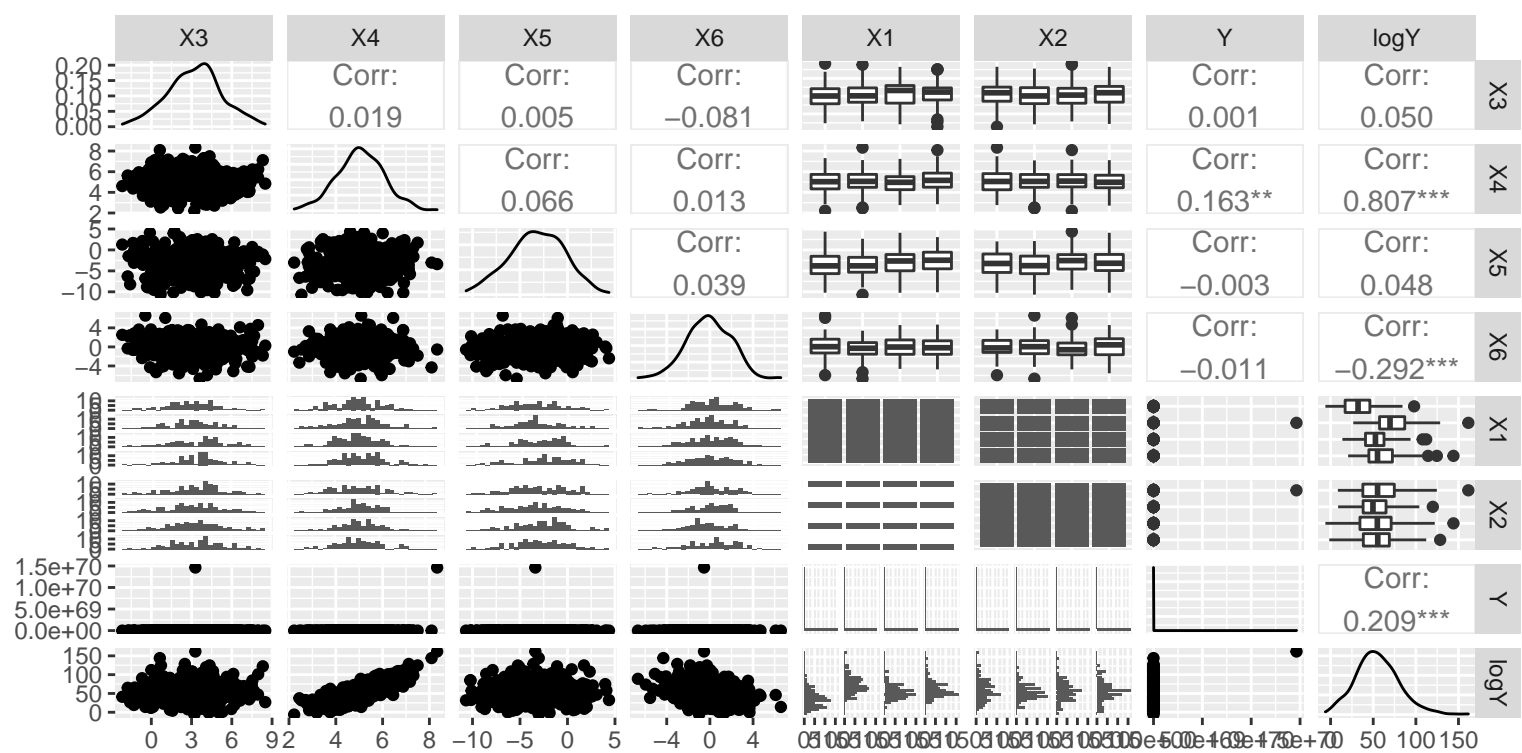 X3 X4 X5 X6 X1 X2 Y logY
0.20
0.15
0.10
0.05
0.00
Corr:
0.019
Corr:
0.005
Corr:
−0.081
Corr:
0.001
Corr:
0.050
X3
8
6
4
2
Corr:
0.066
Corr:
0.013
Corr:
0.163**
Corr:
0.807***
X4
5
0
−5
−10
Corr:
0.039
Corr:
−0.003
Corr:
0.048
X5
4
0
−4
Corr:
−0.011
Corr:
−0.292***
X6
X1
X2
1.5e+70
1.0e+70
5.0e+69
0.0e+00
Corr:
0.209***
Y
150
100
50
0
logY
0 3 6 9 2 4 6 8 −10 −5 0 5 −4 0 4 0 50 100 150